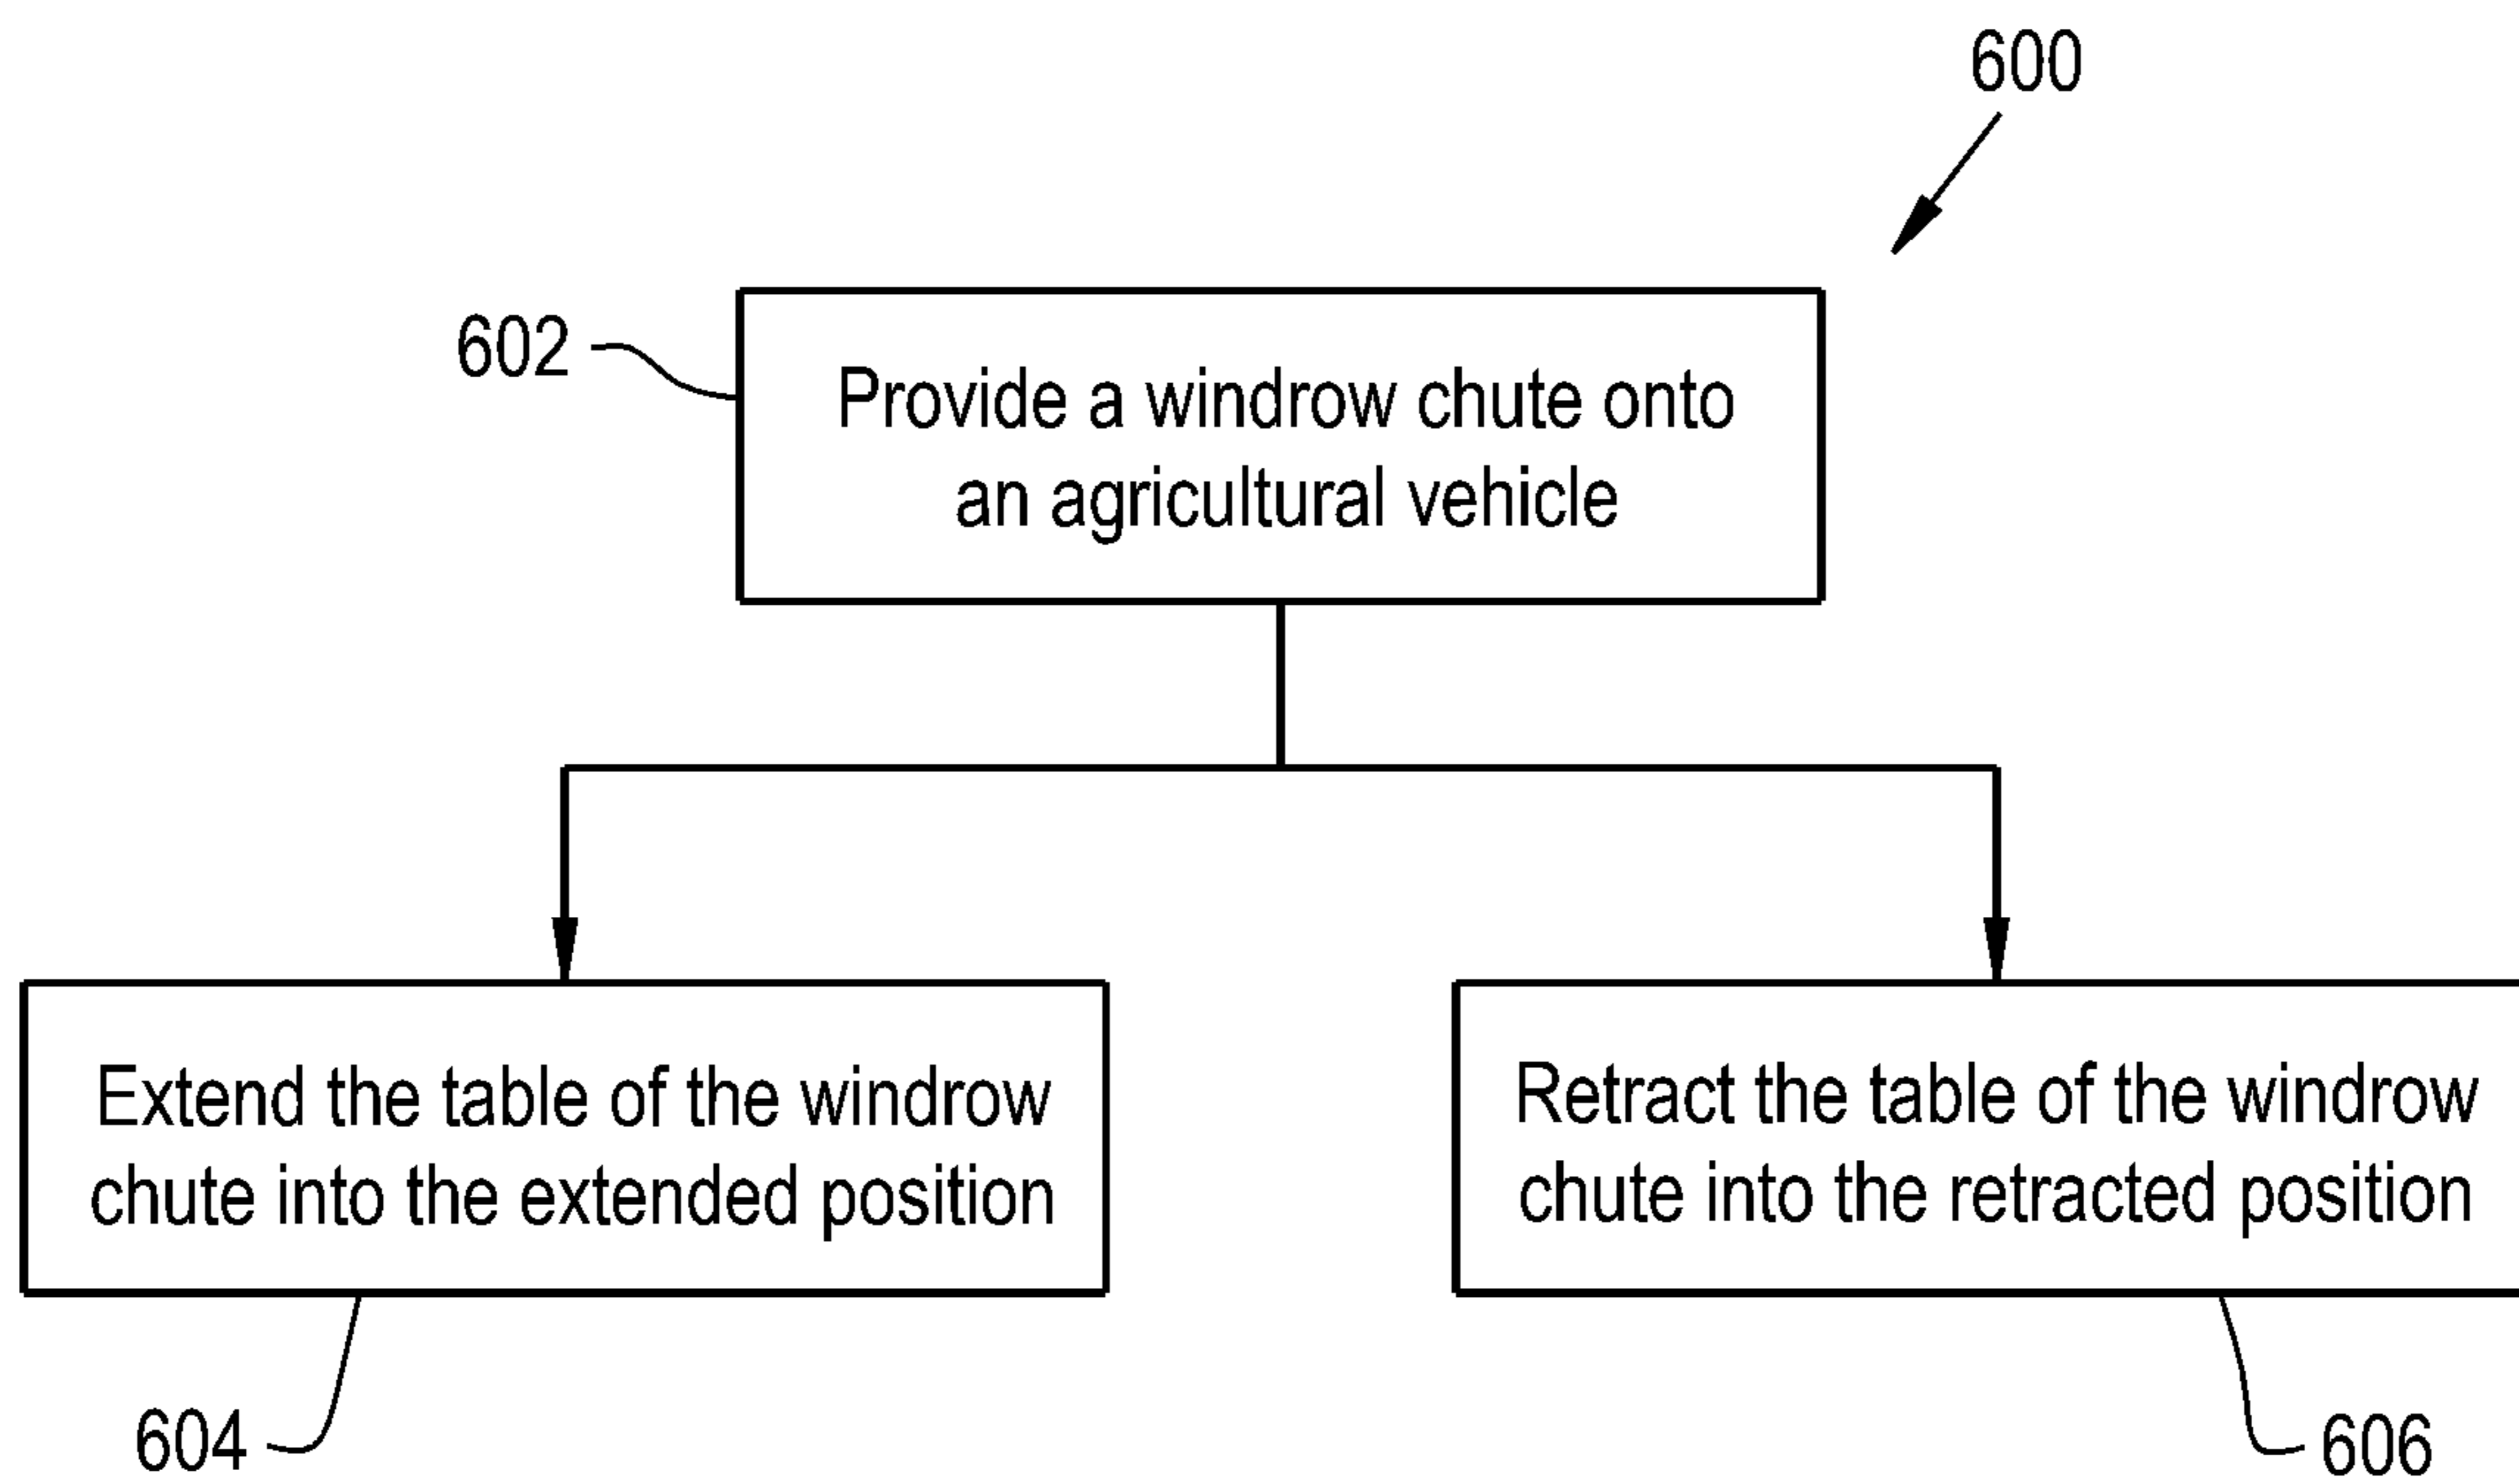 600
602
Provide a windrow chute onto
an agricultural vehicle
Extend the table of the windrow
chute into the extended position
Retract the table of the windrow
chute into the retracted position
604
606